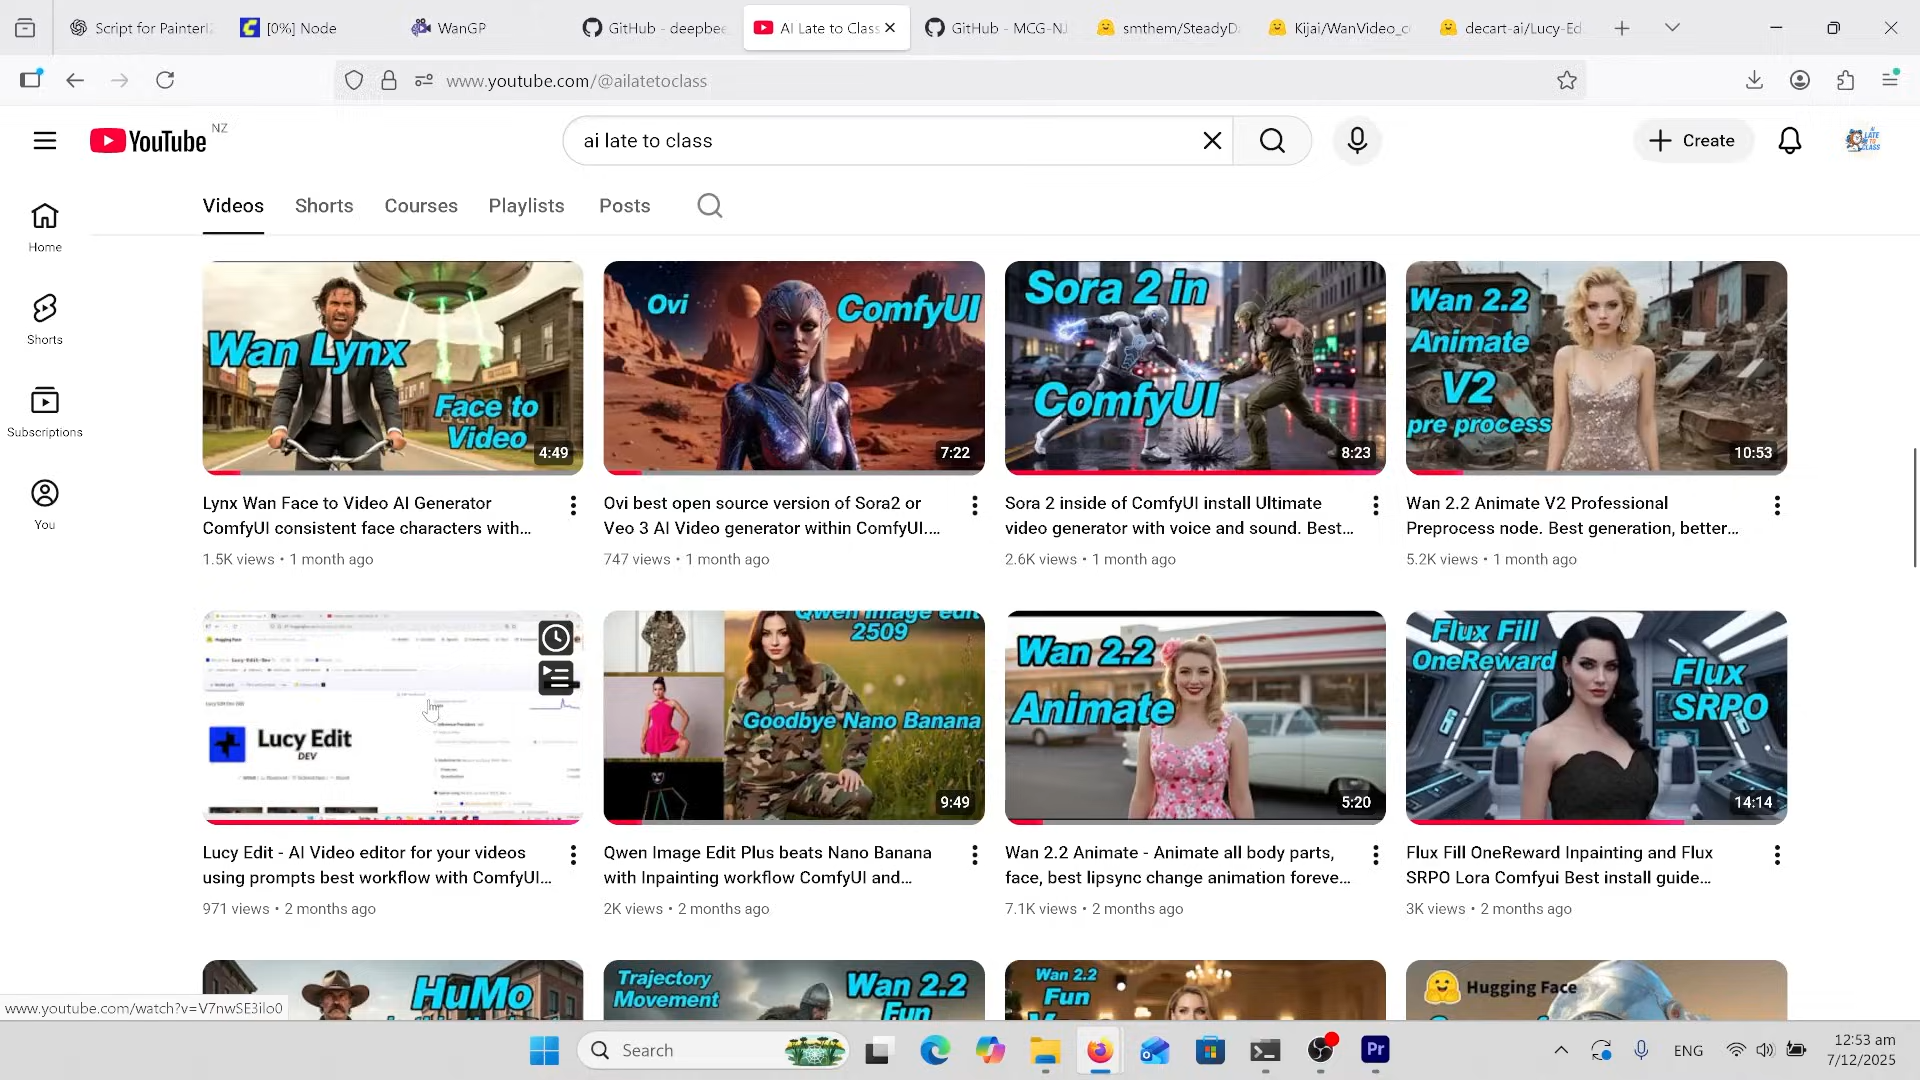 Script for PainterI2
[0%] Node
WanGP
GitHub - deepbee
AI Late to Class
GitHub - MCG-NJ
smthem/SteadyD
Kijai/WanVideo_c
decart-ai/Lucy-Ed
www.youtube.com/@ailatetoclass
YouTube NZ
ai late to class
Create
AI LATE TO CLASS
Home
Shorts
Subscriptions
You
Videos
Shorts
Courses
Playlists
Posts
Wan Lynx
Face to
Video
4:49
Ovi
ComfyUI
7:22
Sora 2 in
ComfyUI
8:23
Wan 2.2
Animate
V2
pre process
10:53
Lynx Wan Face to Video AI Generator
ComfyUI consistent face characters with...
1.5K views • 1 month ago
Ovi best open source version of Sora2 or
Veo 3 AI Video generator within ComfyUI....
747 views • 1 month ago
Sora 2 inside of ComfyUI install Ultimate
video generator with voice and sound. Best...
2.6K views • 1 month ago
Wan 2.2 Animate V2 Professional
Preprocess node. Best generation, better...
5.2K views • 1 month ago
Hugging Face
Lucy-Edit-Dev
Lucy Edit
DEV
Qwen image edit
2509
Goodbye Nano Banana
9:49
Wan 2.2
Animate
5:20
Flux Fill
OneReward
Flux
SRPO
14:14
Lucy Edit - AI Video editor for your videos
using prompts best workflow with ComfyUI...
971 views • 2 months ago
Qwen Image Edit Plus beats Nano Banana
with Inpainting workflow ComfyUI and...
2K views • 2 months ago
Wan 2.2 Animate - Animate all body parts,
face, best lipsync change animation foreve...
7.1K views • 2 months ago
Flux Fill OneReward Inpainting and Flux
SRPO Lora Comfyui Best install guide...
3K views • 2 months ago
HuMo
Trajectory
Movement
Wan 2.2
Fun
Wan 2.2
Fun
Hugging Face
www.youtube.com/watch?v=V7nwSE3ilo0
Search
Pr
ENG
12:53 am
7/12/2025